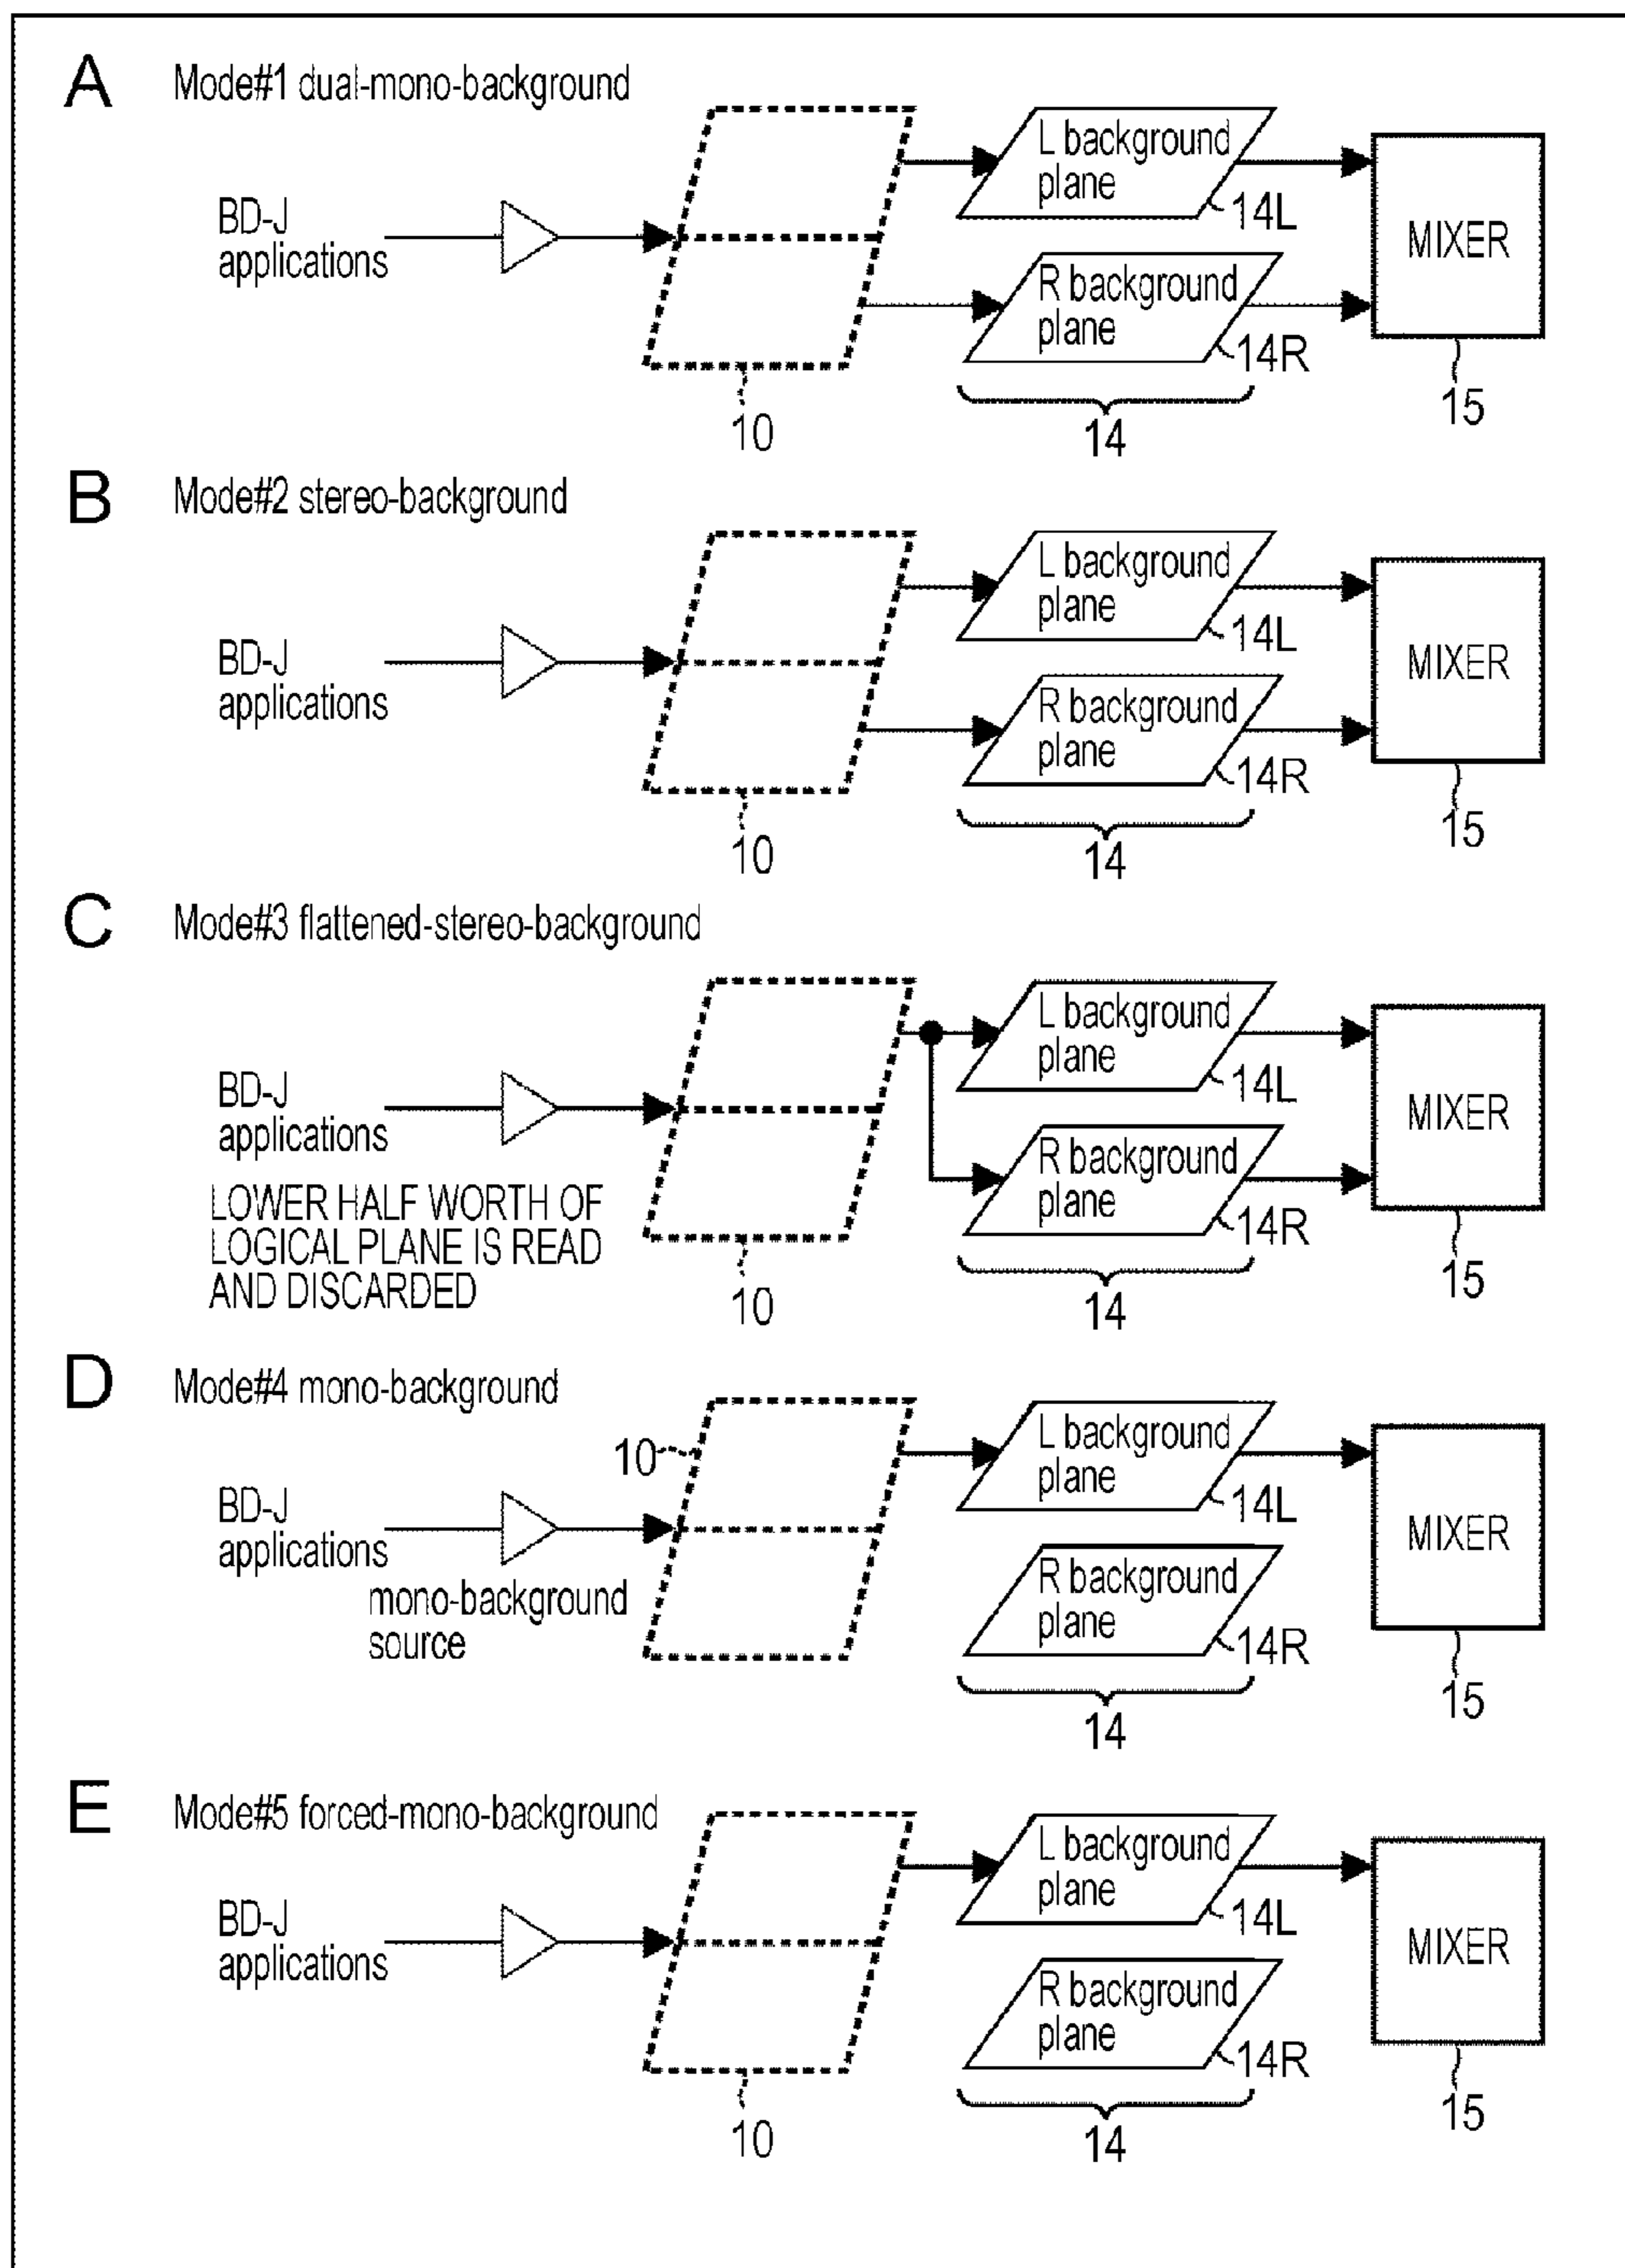 A Mode#1 dual-mono-background
BD-J
applications
10
L background
plane
14L
R background
plane
14R
14
MIXER
15
B Mode#2 stereo-background
BD-J
applications
10
L background
plane
14L
R background
plane
14R
14
MIXER
15
C Mode#3 flattened-stereo-background
BD-J
applications
LOWER HALF WORTH OF
LOGICAL PLANE IS READ
AND DISCARDED
10
L background
plane
14L
R background
plane
14R
14
MIXER
15
D Mode#4 mono-background
10
BD-J
applications
mono-background
source
L background
plane
14L
R background
plane
14R
14
MIXER
15
E Mode#5 forced-mono-background
BD-J
applications
10
L background
plane
14L
R background
plane
14R
14
MIXER
15